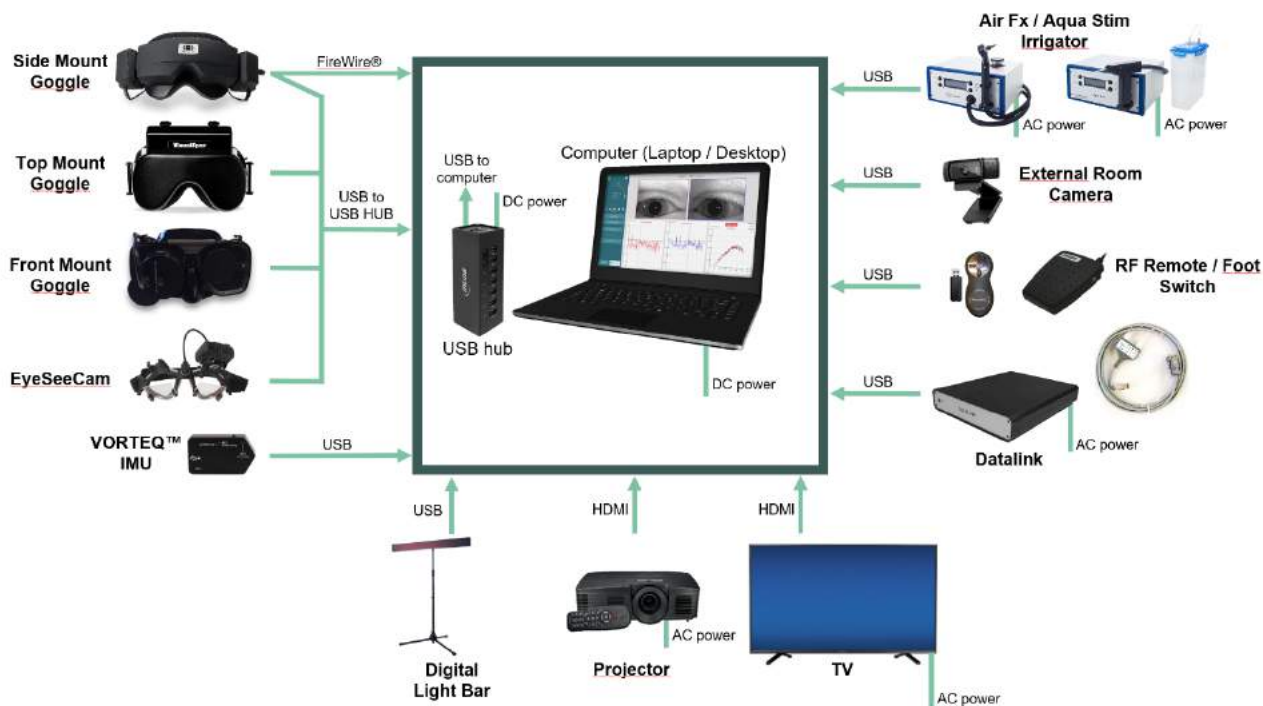 Side Mount
Goggle
FireWire®
Top Mount
Goggle
USB to
USB HUB
Front Mount
Goggle
EyeSeeCam
VORTEQ™
IMU
USB
USB to
computer
DC power
USB hub
Computer (Laptop / Desktop)
DC power
Air Fx / Aqua Stim
Irrigator
USB
AC power
AC power
USB
External Room
Camera
USB
RF Remote / Foot
Switch
USB
Datalink
AC power
USB
Digital
Light Bar
HDMI
Projector
AC power
HDMI
TV
AC power